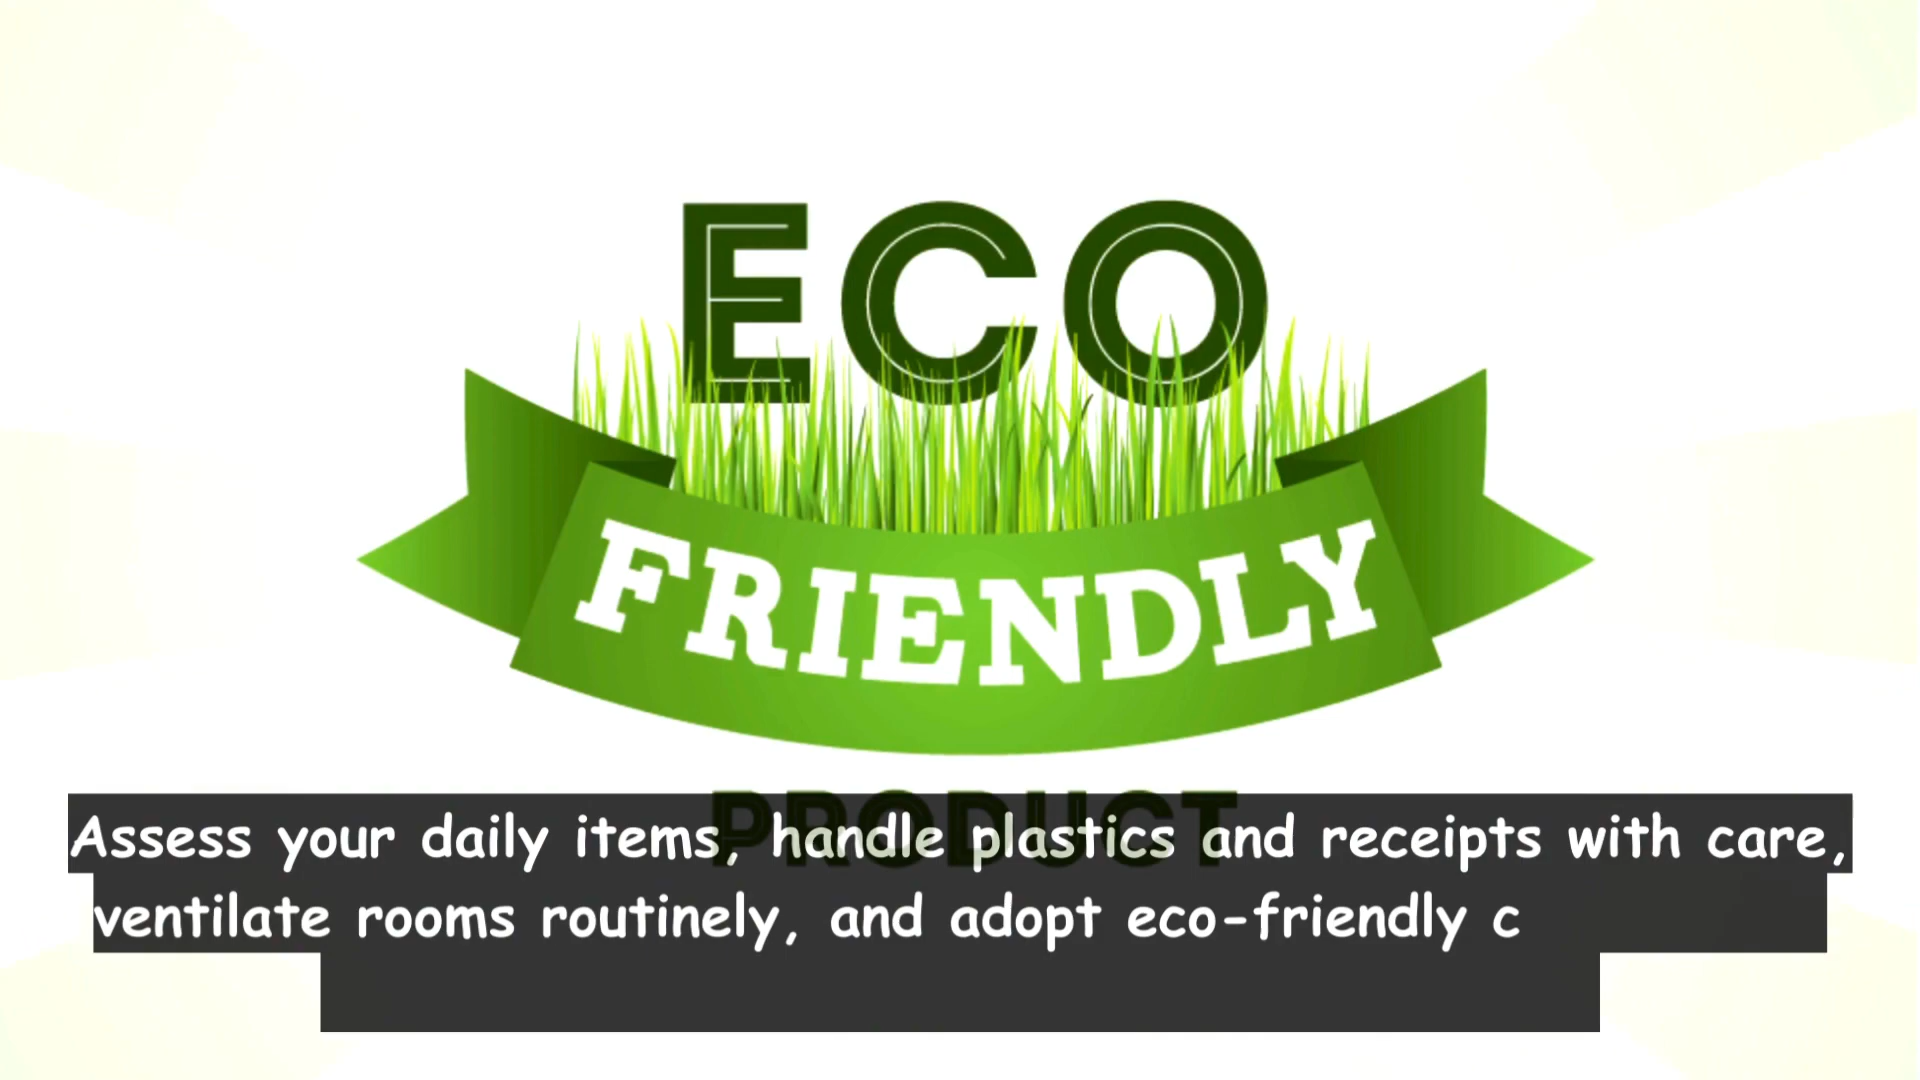 ECO
FRIENDLY
PRODUCT
Assess your daily items, handle plastics and receipts with care,
ventilate rooms routinely, and adopt eco-friendly c